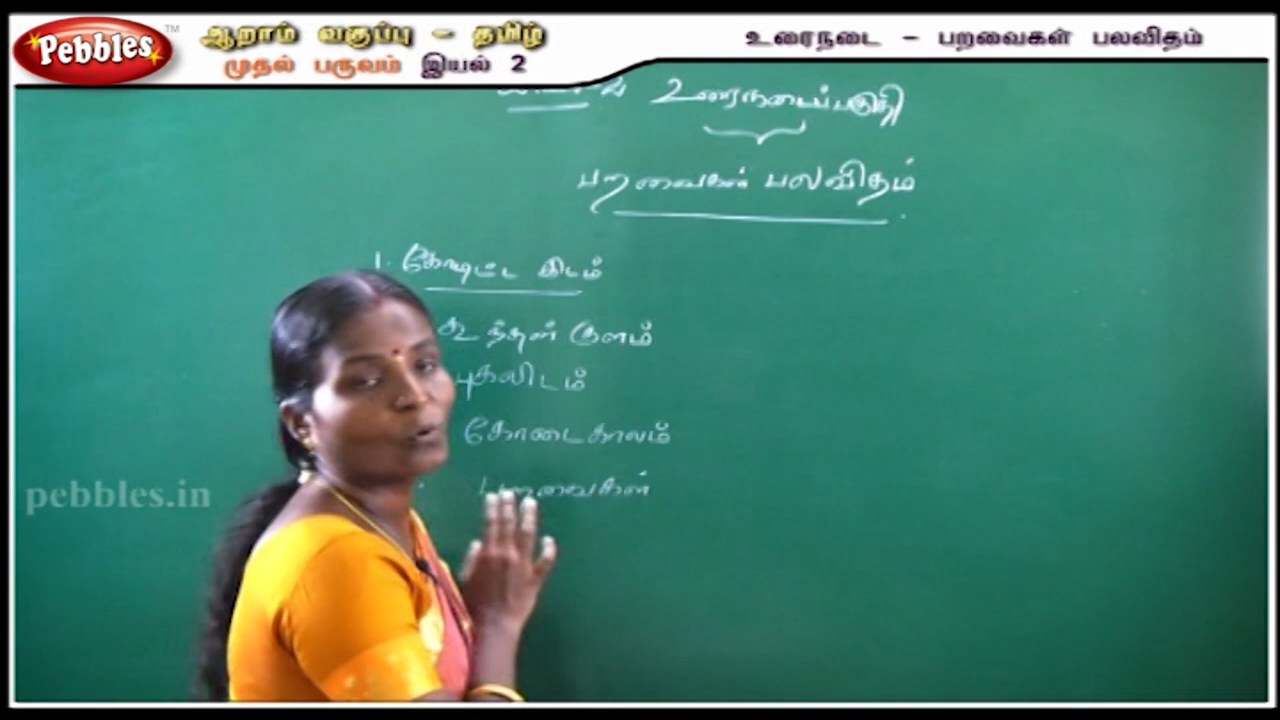 Pebbles TM
ஆறாம் வகுப்பு - தமிழ்
முதல் பருவம் இயல் 2
உரைநடை - பறவைகள் பலவிதம்
உரைநடைப்பகுதி
பறவைகள் பலவிதம்
1. கோடிட்ட இடம்
கூந்தன் குளம்
புகலிடம்
கோடைகாலம்
பறவைகள்
pebbles.in